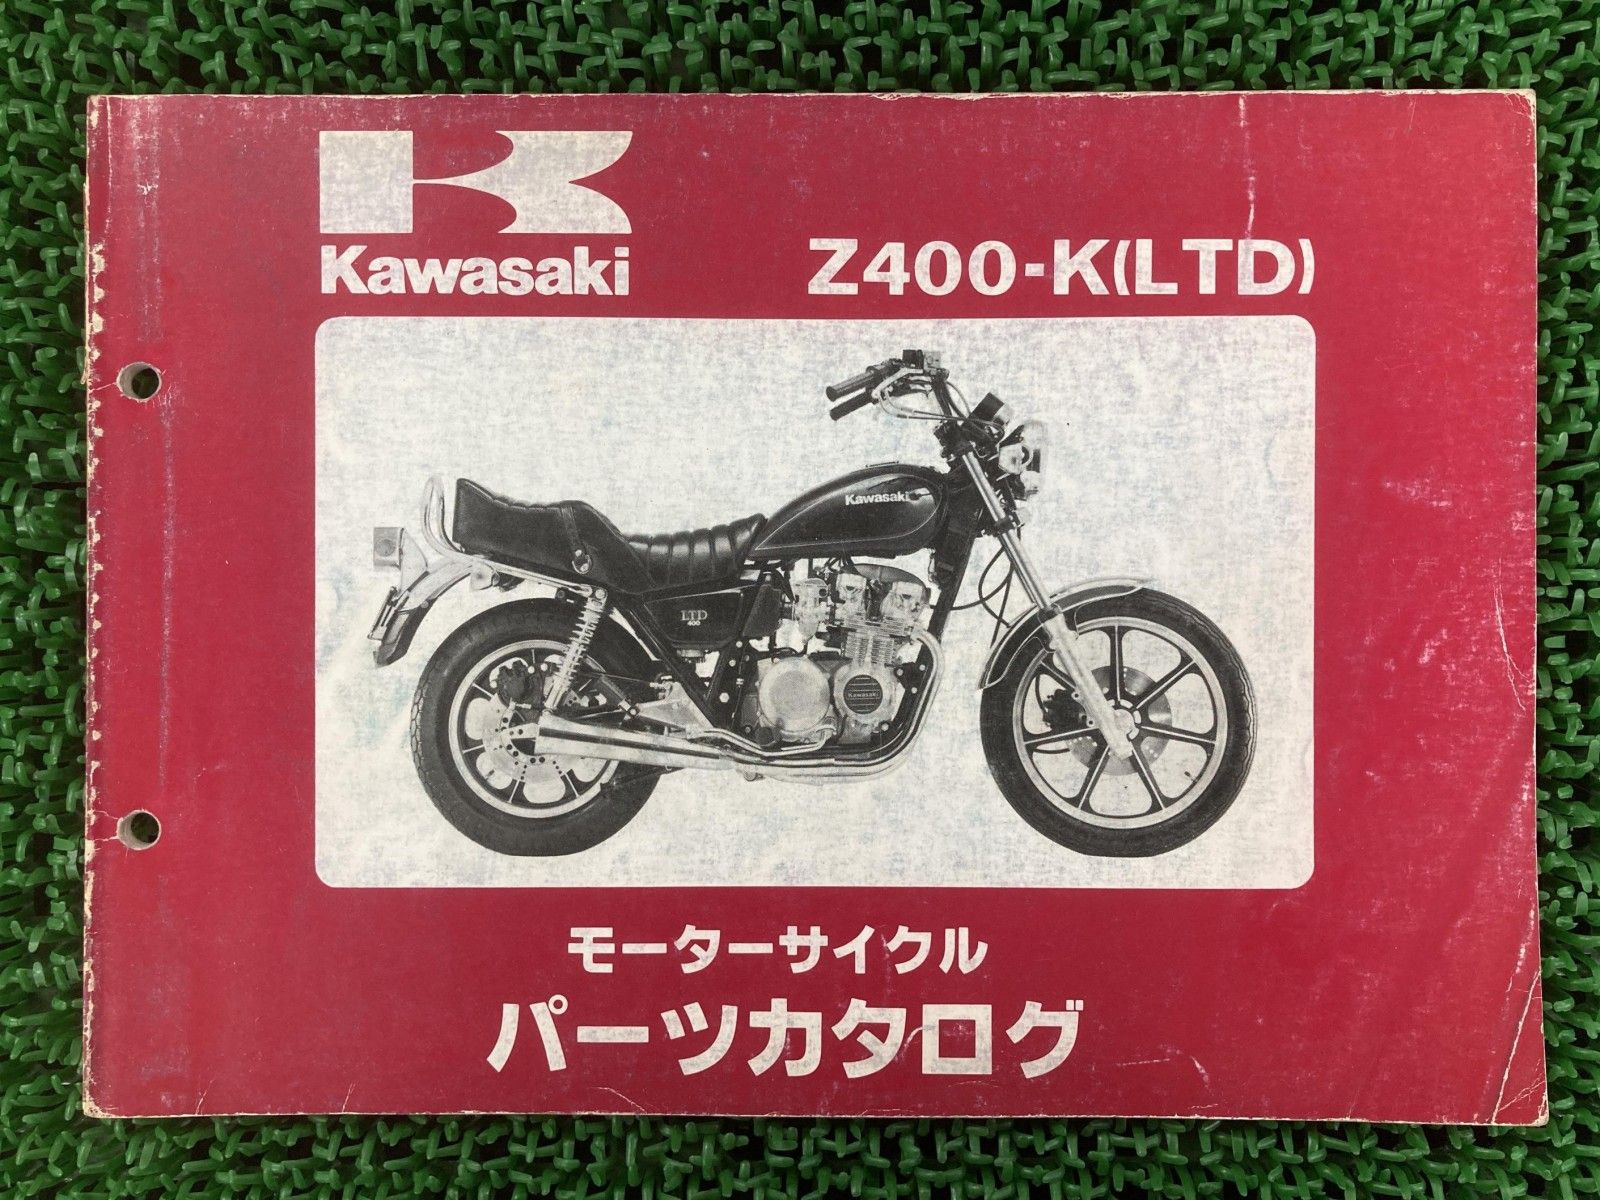 Kawasaki
Z400-K(LTD)
Kawasaki
LTD
400
Kawasaki
モーターサイクル
パーツカタログ